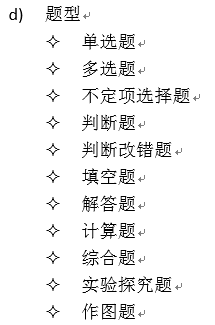 d) 题型
✧ 单选题
✧ 多选题
✧ 不定项选择题
✧ 判断题
✧ 判断改错题
✧ 填空题
✧ 解答题
✧ 计算题
✧ 综合题
✧ 实验探究题
✧ 作图题